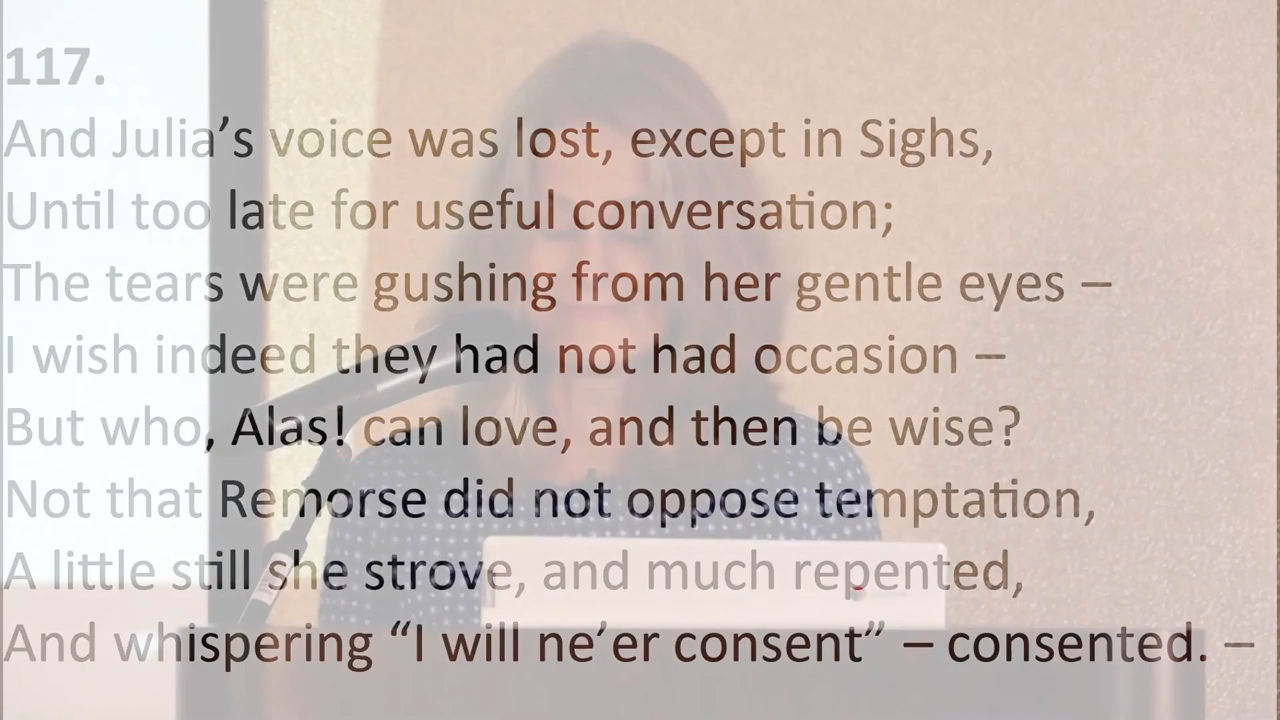 117.
And Julia’s voice was lost, except in Sighs,
Until too late for useful conversation;
The tears were gushing from her gentle eyes –
I wish indeed they had not had occasion –
But who, Alas! can love, and then be wise?
Not that Remorse did not oppose temptation,
A little still she strove, and much repented,
And whispering “I will ne’er consent” – consented. –